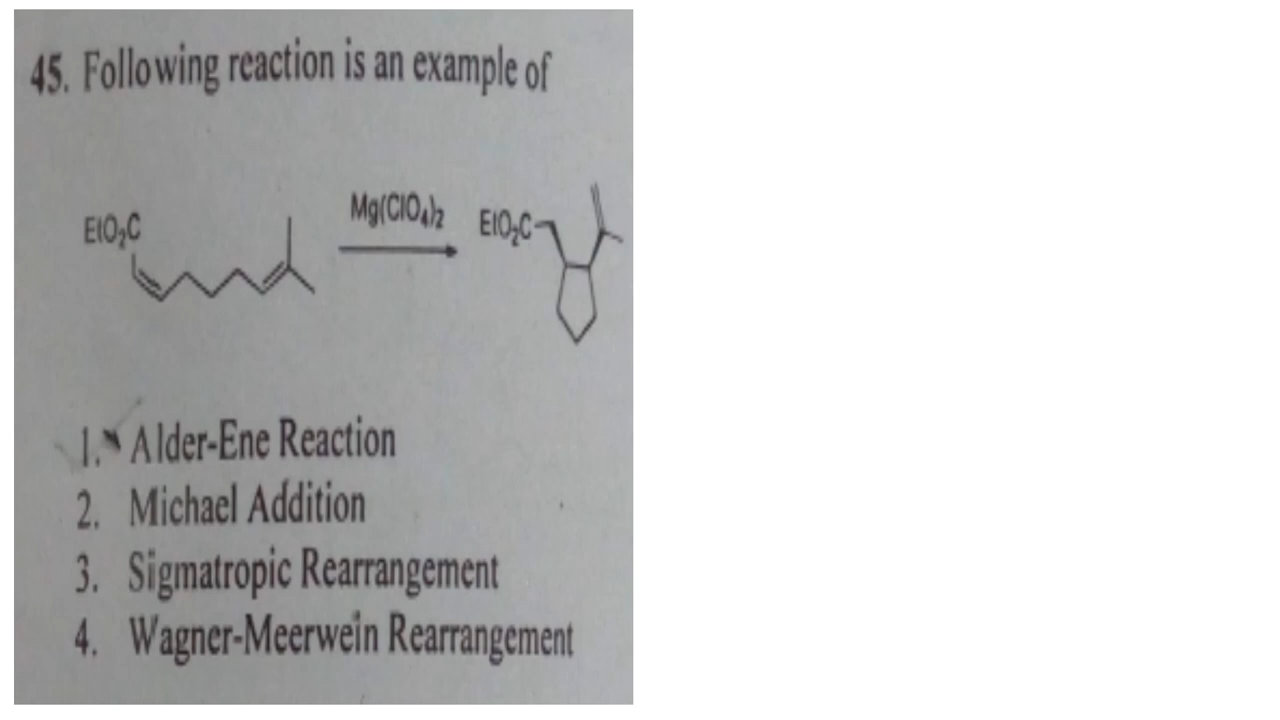 45. Following reaction is an example of
EtO₂C
Mg(ClO₄)₂
EtO₂C
1. Alder-Ene Reaction
2. Michael Addition
3. Sigmatropic Rearrangement
4. Wagner-Meerwein Rearrangement